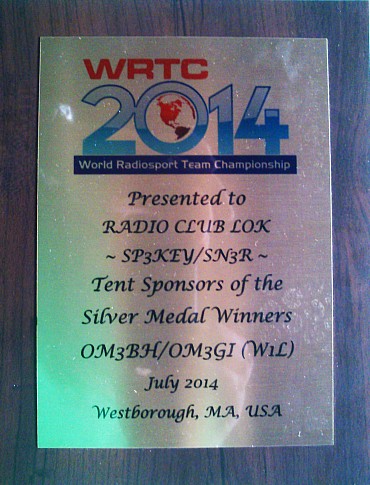 WRTC
2014
World Radiosport Team Championship
Presented to
RADIO CLUB LOK
~ SP3KEY/SN3R ~
Tent Sponsors of the
Silver Medal Winners
OM3BH/OM3GI (W1L)
July 2014
Westborough, MA, USA